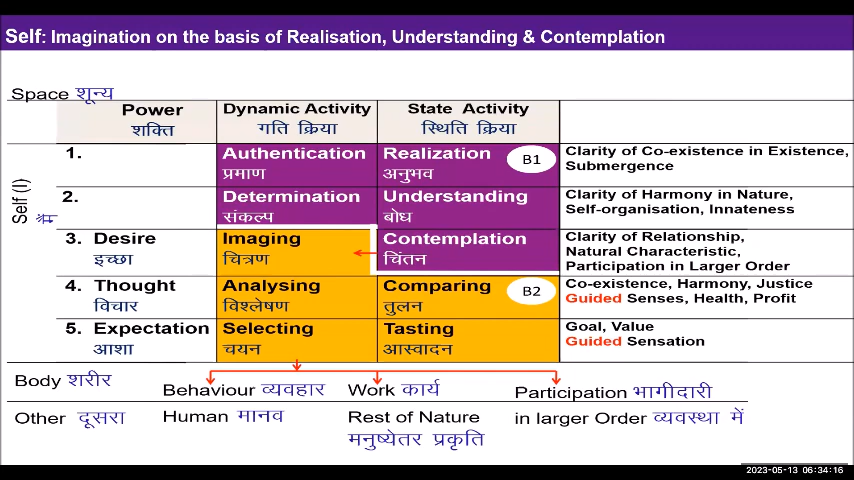 Self: Imagination on the basis of Realisation, Understanding & Contemplation
Space शून्य
Power
शक्ति
Dynamic Activity
गति क्रिया
State Activity
स्थिति क्रिया
Self (I)
मैं
1.
Authentication
प्रमाण
Realization
अनुभव
B1
Clarity of Co-existence in Existence,
Submergence
2.
Determination
संकल्प
Understanding
बोध
Clarity of Harmony in Nature,
Self-organisation, Innateness
3. Desire
इच्छा
Imaging
चित्रण
Contemplation
चिंतन
Clarity of Relationship,
Natural Characteristic,
Participation in Larger Order
4. Thought
विचार
Analysing
विश्लेषण
Comparing
तुलन
B2
Co-existence, Harmony, Justice
Guided Senses, Health, Profit
5. Expectation
आशा
Selecting
चयन
Tasting
आस्वादन
Goal, Value
Guided Sensation
Body शरीर
Behaviour व्यवहार
Work कार्य
Participation भागीदारी
Other दूसरा
Human मानव
Rest of Nature
मनुष्येतर प्रकृति
in larger Order व्यवस्था में
2023-05-13 06:34:16